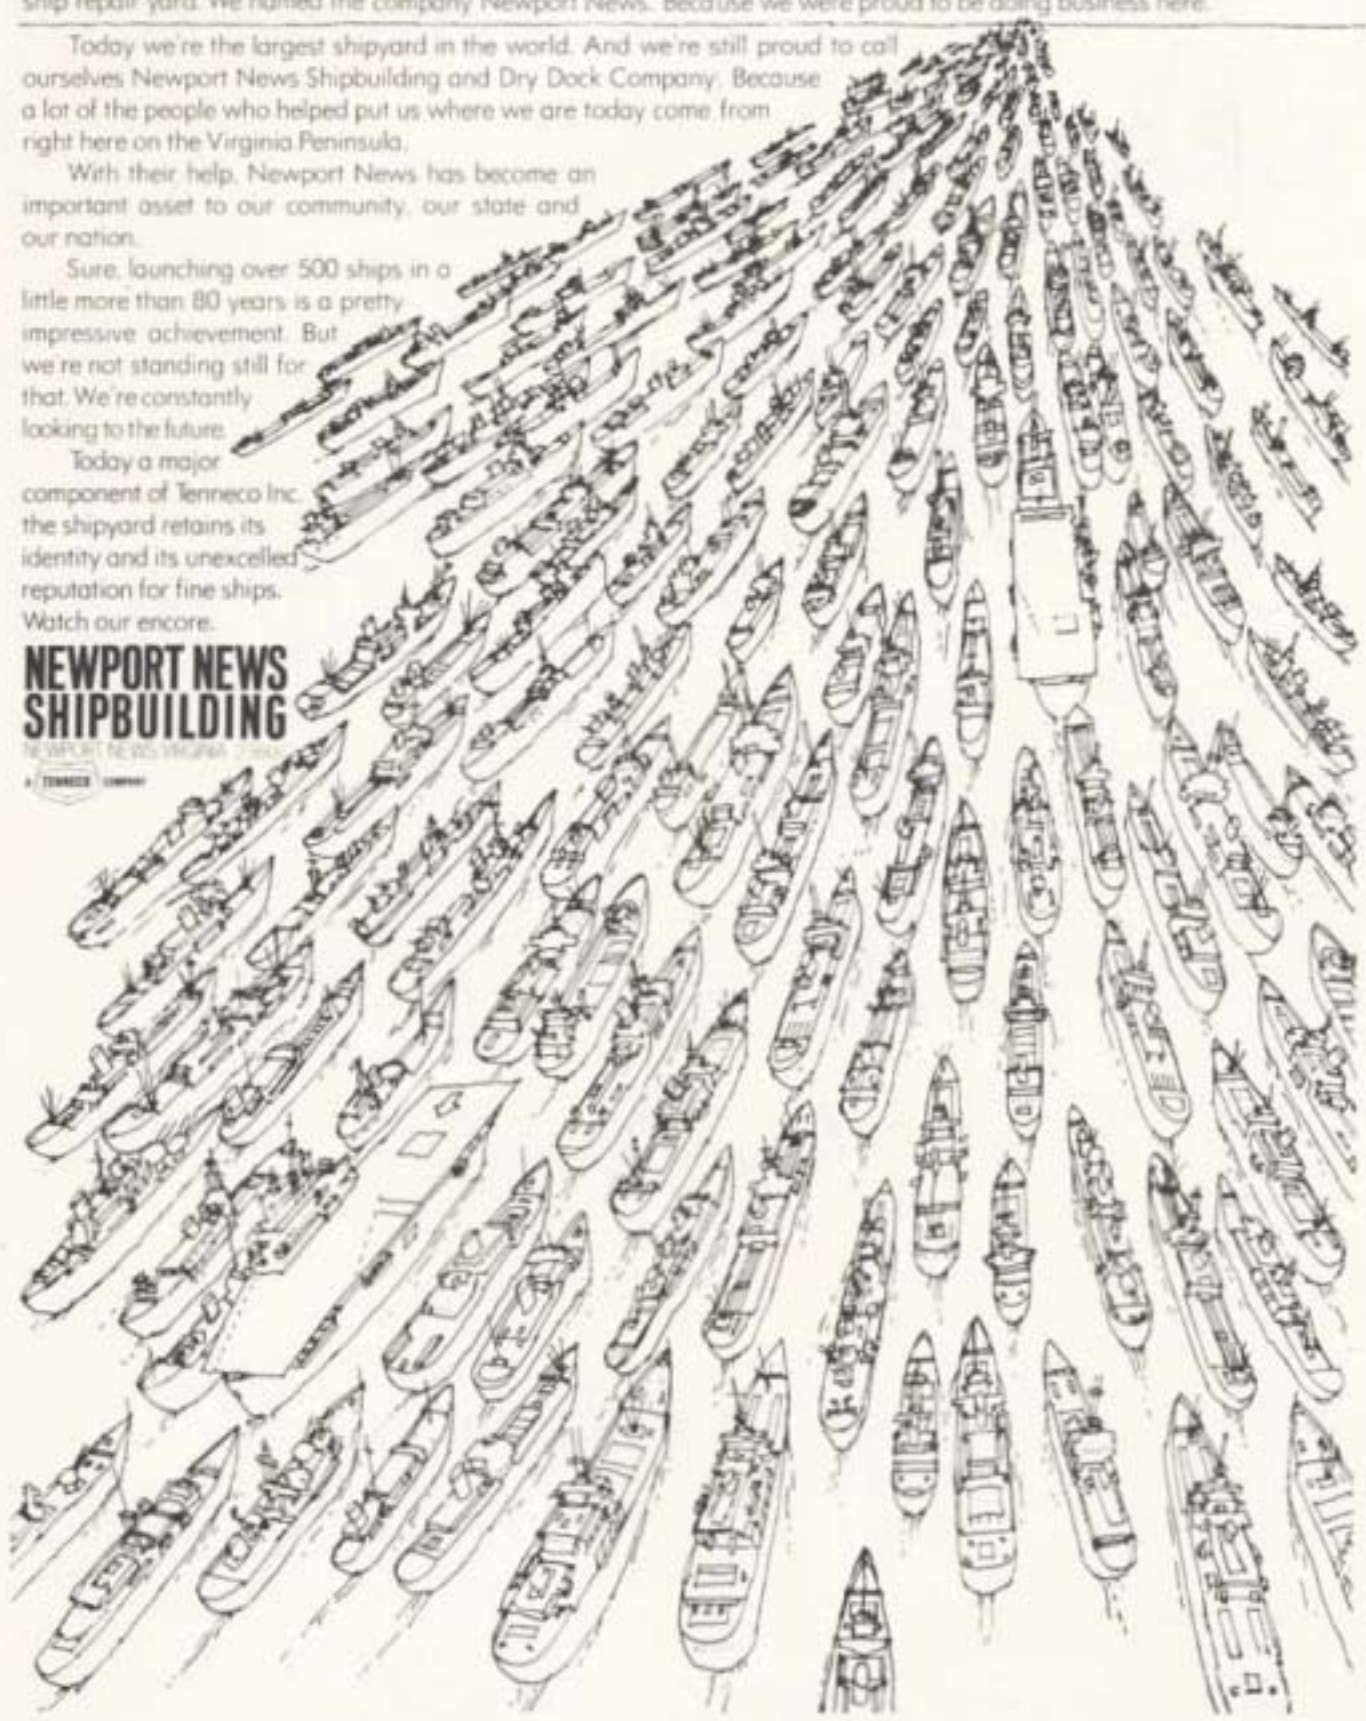 ship repair yard. We named the company Newport News. Because we were proud to be doing business here.
Today we're the largest shipyard in the world. And we're still proud to call
ourselves Newport News Shipbuilding and Dry Dock Company. Because
a lot of the people who helped put us where we are today come from
right here on the Virginia Peninsula.
With their help, Newport News has become an
important asset to our community, our state and
our nation.
Sure, launching over 500 ships in a
little more than 80 years is a pretty
impressive achievement. But
we're not standing still for
that. We're constantly
looking to the future.
Today a major
component of Tenneco Inc.
the shipyard retains its
identity and its unexcelled
reputation for fine ships.
Watch our encore.
NEWPORT NEWS
SHIPBUILDING
NEWPORT NEWS VIRGINIA
A TENNECO COMPANY